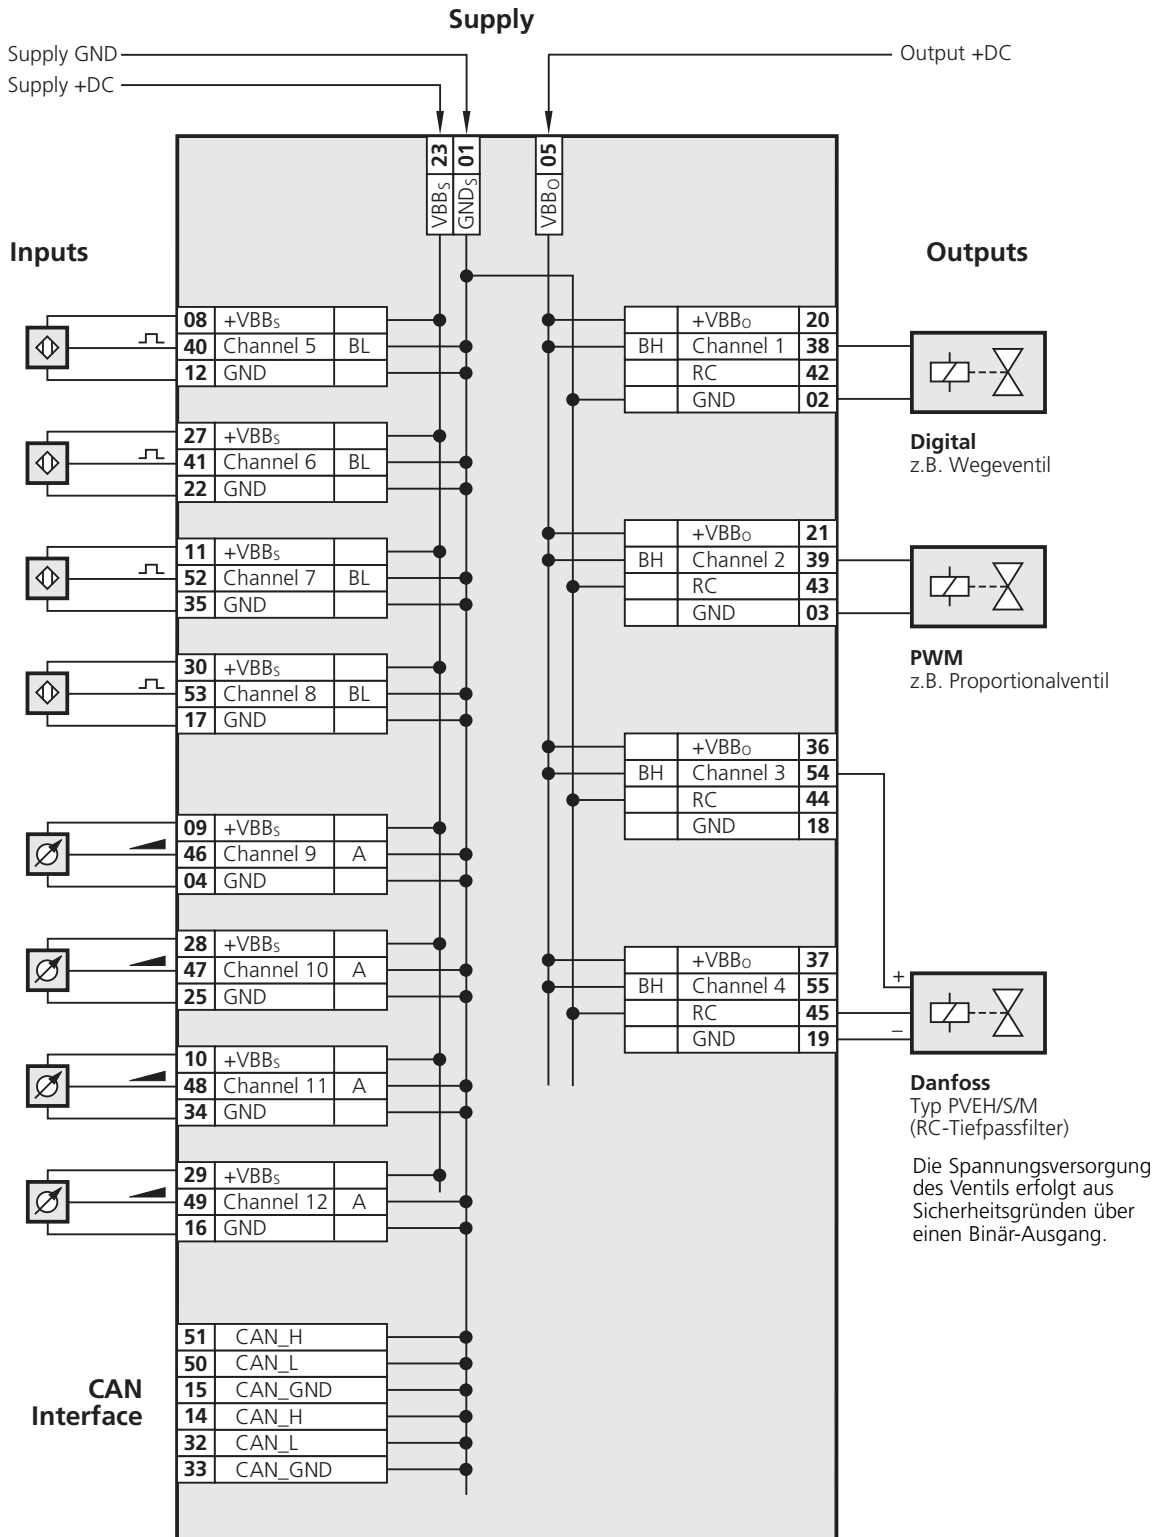 Supply
Supply GND
Supply +DC
Output +DC
23 01 05
VBBS GNDS VBBO
Inputs
Outputs
08 +VBBS
40 Channel 5 BL
12 GND
27 +VBBS
41 Channel 6 BL
22 GND
11 +VBBS
52 Channel 7 BL
35 GND
30 +VBBS
53 Channel 8 BL
17 GND
09 +VBBS
46 Channel 9 A
04 GND
28 +VBBS
47 Channel 10 A
25 GND
10 +VBBS
48 Channel 11 A
34 GND
29 +VBBS
49 Channel 12 A
16 GND
CAN
Interface
51 CAN_H
50 CAN_L
15 CAN_GND
14 CAN_H
32 CAN_L
33 CAN_GND
+VBBO 20
BH Channel 1 38
RC 42
GND 02
Digital
z.B. Wegeventil
+VBBO 21
BH Channel 2 39
RC 43
GND 03
PWM
z.B. Proportionalventil
+VBBO 36
BH Channel 3 54
RC 44
GND 18
+VBBO 37
BH Channel 4 55
RC 45
GND 19
+
–
Danfoss
Typ PVEH/S/M
(RC-Tiefpassfilter)
Die Spannungsversorgung
des Ventils erfolgt aus
Sicherheitsgründen über
einen Binär-Ausgang.